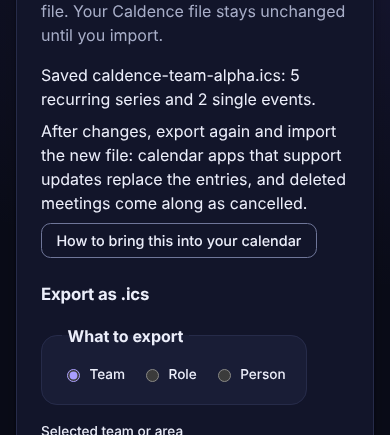 file. Your Caldence file stays unchanged
until you import.
Saved caldence-team-alpha.ics: 5
recurring series and 2 single events.
After changes, export again and import
the new file: calendar apps that support
updates replace the entries, and deleted
meetings come along as cancelled.
How to bring this into your calendar
Export as .ics
What to export
Team
Role
Person
Selected team or area